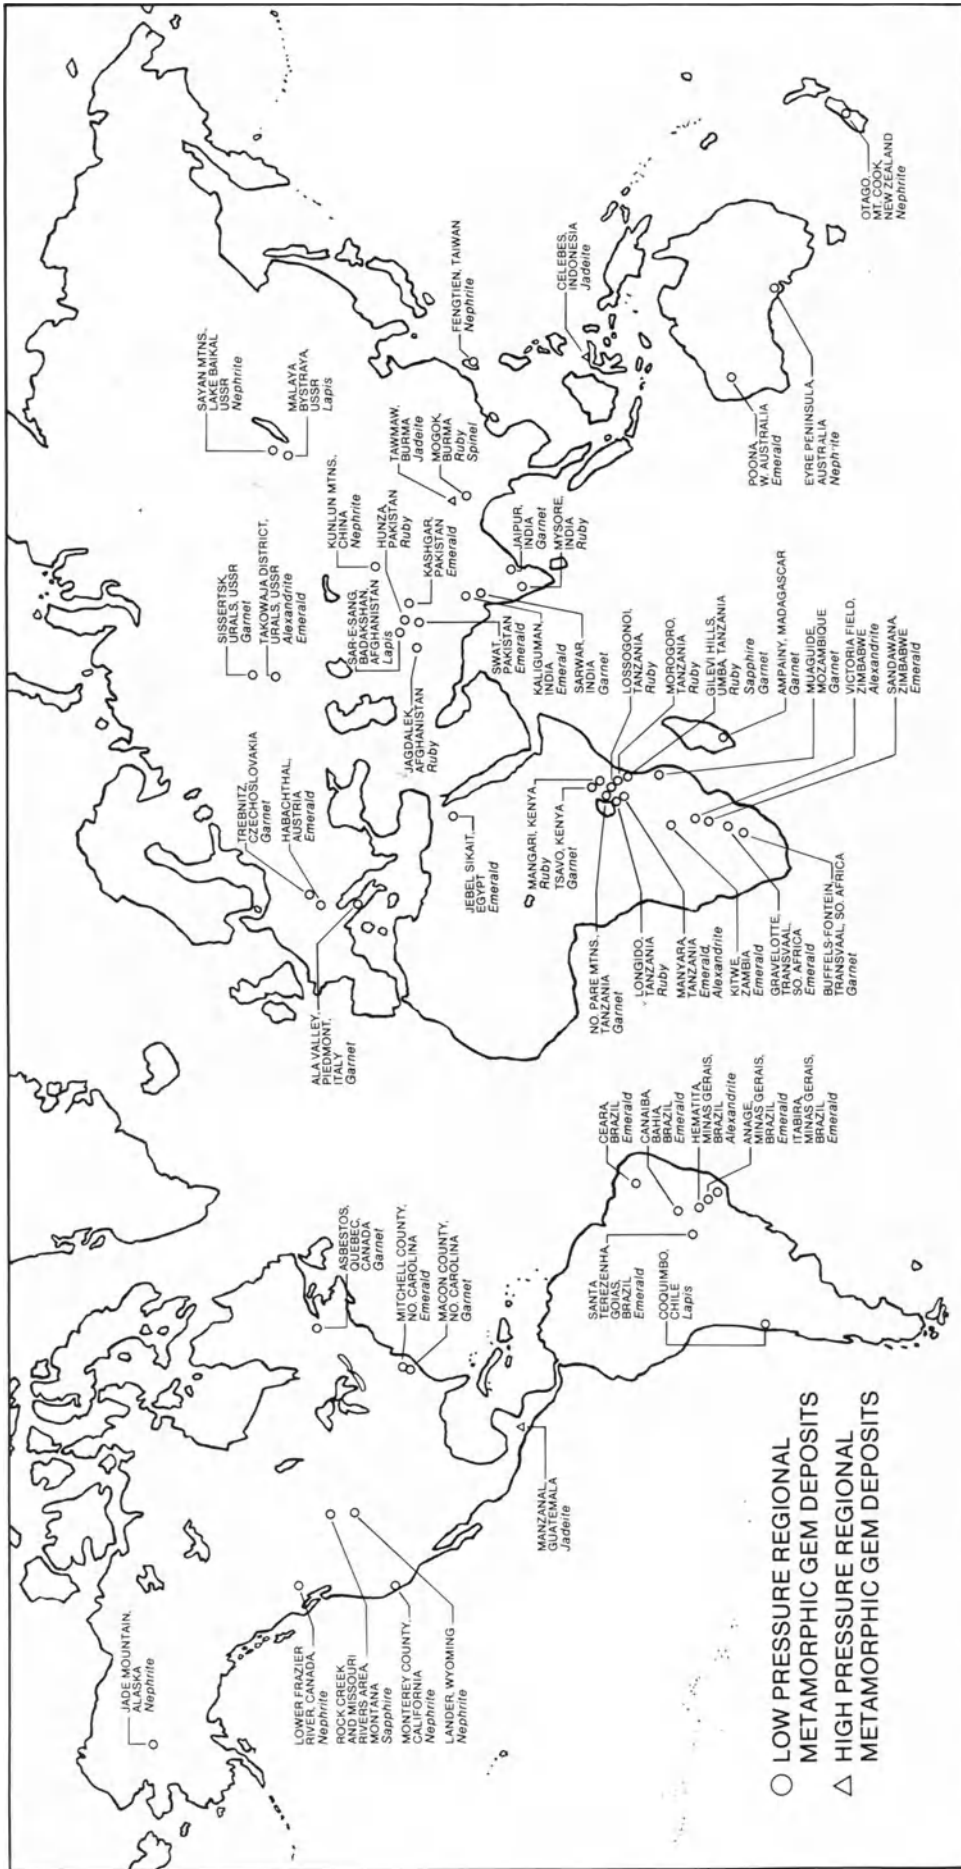 JADE MOUNTAIN,
ALASKA
Nephrite
LOWER FRAZIER
RIVER, CANADA,
Nephrite
ROCK CREEK
AND MISSOURI
RIVERS AREA,
MONTANA
Sapphire
MONTEREY COUNTY,
CALIFORNIA
Nephrite
LANDER, WYOMING
Nephrite
ASBESTOS,
QUEBEC,
CANADA
Garnet
MITCHELL COUNTY,
NO. CAROLINA
Emerald
MACON COUNTY,
NO. CAROLINA
Garnet
MANZANAL,
GUATEMALA
Jadeite
SANTA
TEREZENHA,
GOIAS,
BRAZIL
Emerald
COQUIMBO,
CHILE
Lapis
CEARA,
BRAZIL
Emerald
CANAIBA,
BAHIA,
BRAZIL
Emerald
HEMATITA,
MINAS GERAIS,
BRAZIL
Alexandrite
ANAGE,
MINAS GERAIS,
BRAZIL
Emerald
ITABIRA,
MINAS GERAIS,
BRAZIL
Emerald
ALA VALLEY,
PIEDMONT,
ITALY
Garnet
TREBNITZ,
CZECHOSLOVAKIA
Garnet
HABACHTHAL,
AUSTRIA
Emerald
JEBEL SIKAIT,
EGYPT
Emerald
MANGARI, KENYA
Ruby
TSAVO, KENYA
Garnet
NO. PARE MTNS.,
TANZANIA
Garnet
LONGIDO,
TANZANIA
Ruby
MANYARA,
TANZANIA
Emerald,
Alexandrite
KITWE,
ZAMBIA
Emerald
GRAVELOTTE,
TRANSVAAL,
SO. AFRICA
Emerald
BUFFELS-FONTEIN,
TRANSVAAL, SO. AFRICA
Garnet
SISSERTSK,
URALS, USSR
Garnet
TAKOWAJA DISTRICT,
URALS, USSR
Alexandrite
Emerald
SAR-E-SANG,
BADAKSHAN,
AFGHANISTAN
Lapis
JAGDALEK,
AFGHANISTAN
Ruby
KUNLUN MTNS.,
CHINA
Nephrite
HUNZA,
PAKISTAN
Ruby
KASHGAR,
PAKISTAN
Emerald
SWAT,
PAKISTAN
Emerald
KALIGUMAN,
INDIA
Emerald
SARWAR,
INDIA
Garnet
LOSSOGONOI,
TANZANIA,
Ruby
MOROGORO,
TANZANIA
Ruby
GILEVI HILLS,
UMBA, TANZANIA
Ruby
Sapphire
Garnet
AMPAINY, MADAGASCAR
Garnet
MUAGUIDE,
MOZAMBIQUE
Garnet
VICTORIA FIELD,
ZIMBABWE
Alexandrite
SANDAWANA,
ZIMBABWE
Emerald
SAYAN MTNS.,
LAKE BAIKAL
USSR
Nephrite
MALAYA
BYSTRAYA,
USSR
Lapis
TAWMAW,
BURMA
Jadeite
MOGOK,
BURMA
Ruby
Spinel
JAIPUR,
INDIA
Garnet
MYSORE,
INDIA
Ruby
FENGTIEN, TAIWAN
Nephrite
CELEBES,
INDONESIA
Jadeite
POONA,
W. AUSTRALIA
Emerald
EYRE PENINSULA,
AUSTRALIA
Nephrite
OTAGO,
MT. COOK,
NEW ZEALAND
Nephrite
LOW PRESSURE REGIONAL
METAMORPHIC GEM DEPOSITS
HIGH PRESSURE REGIONAL
METAMORPHIC GEM DEPOSITS